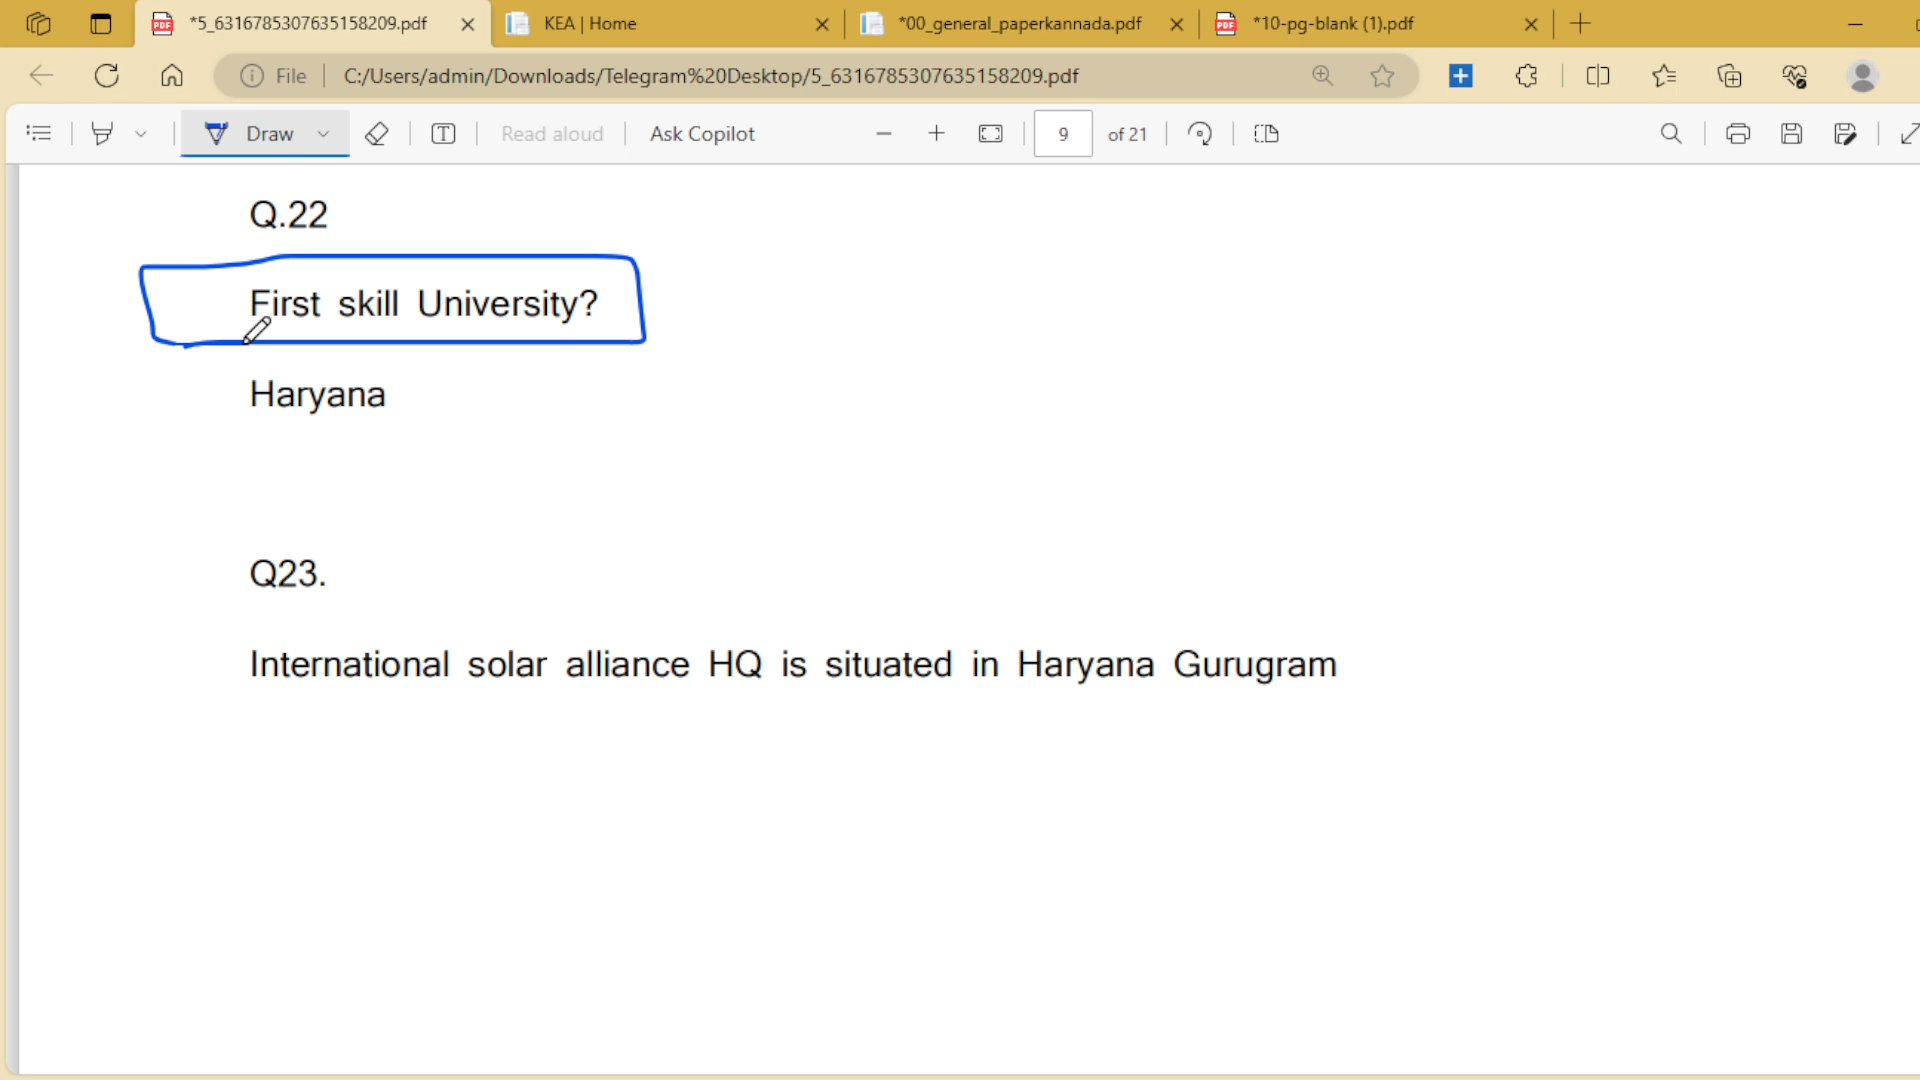 *5_6316785307635158209.pdf
KEA | Home
*00_general_paperkannada.pdf
*10-pg-blank (1).pdf
File
C:/Users/admin/Downloads/Telegram%20Desktop/5_6316785307635158209.pdf
Draw
Read aloud
Ask Copilot
9
of 21
Q.22
First skill University?
Haryana
Q23.
International solar alliance HQ is situated in Haryana Gurugram